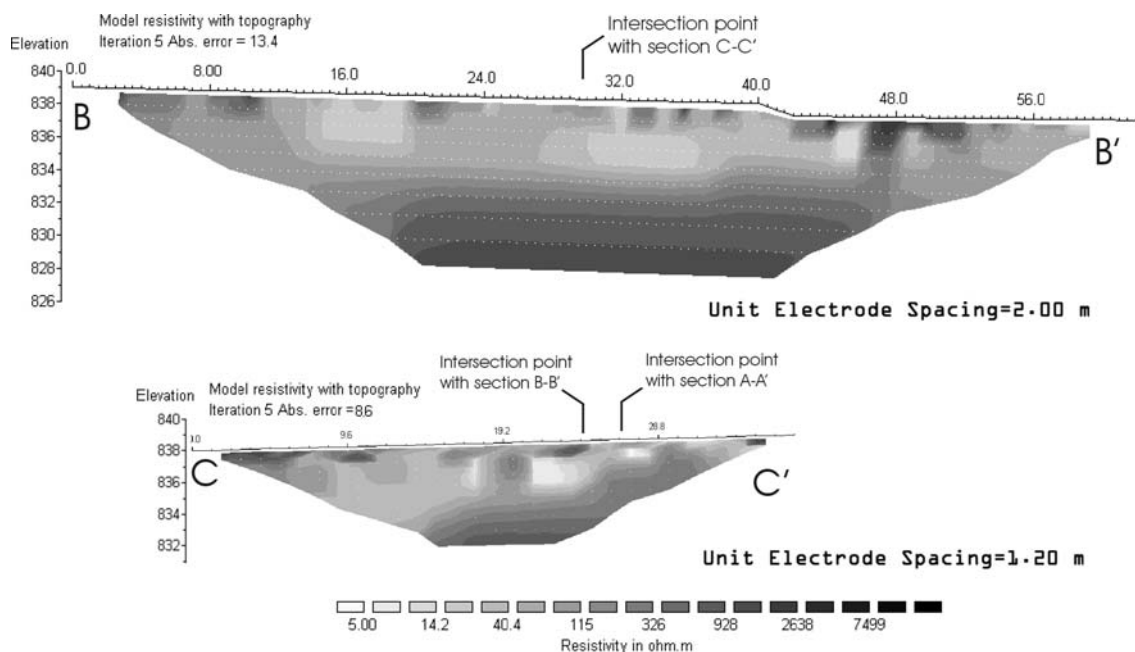 Model resistivity with topography
Iteration 5 Abs. error = 13.4
Intersection point
with section C-C'
Elevation
840
838
836
834
832
830
828
826
0.0 8.00 16.0 24.0 32.0 40.0 48.0 56.0
B
B'
Unit Electrode Spacing=2.00 m
Intersection point
with section B-B'
Intersection point
with section A-A'
Elevation
Model resistivity with topography
Iteration 5 Abs. error =8.6
840
838
836
834
832
9.6 19.2 28.8
C
C'
Unit Electrode Spacing=1.20 m
5.00 14.2 40.4 115 326 928 2638 7499
Resistivity in ohm.m